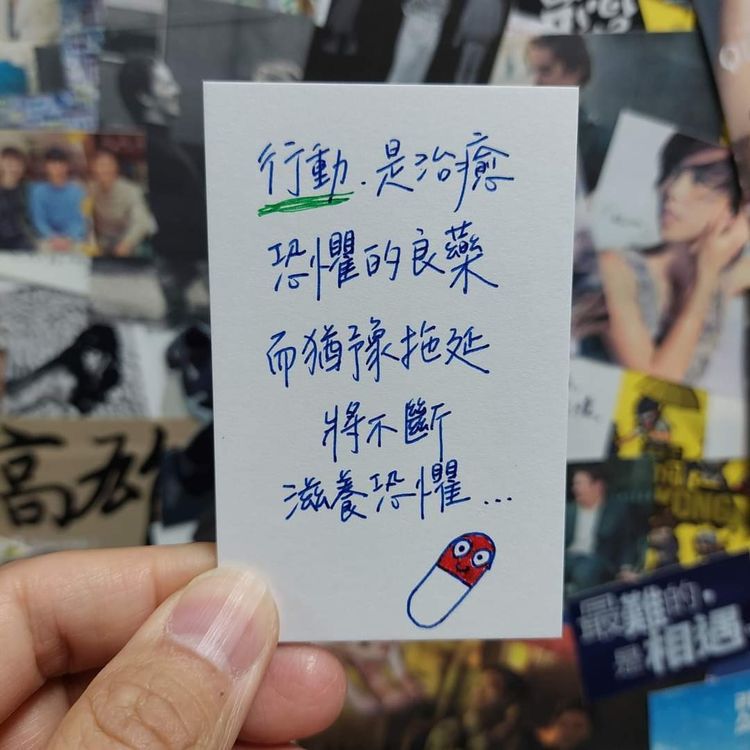 行動.是治癒
恐懼的良藥
而猶豫拖延
將不斷
滋養恐懼...
最難的,
是相遇